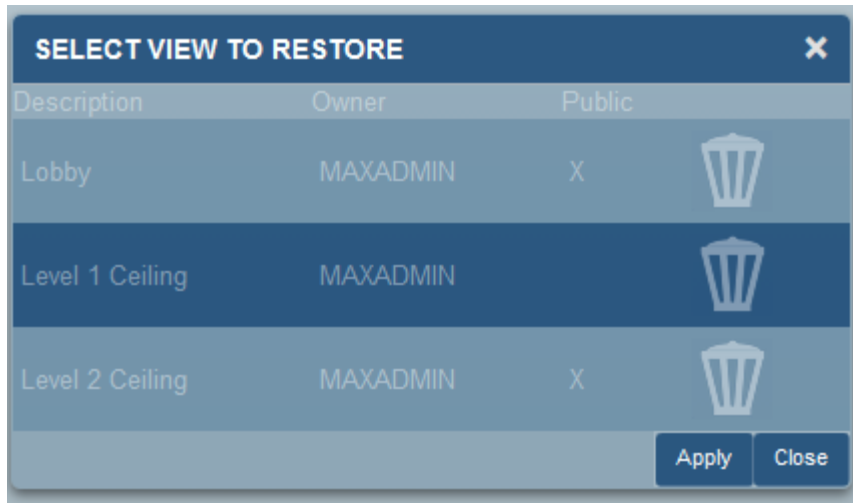 SELECT VIEW TO RESTORE ×
Description Owner Public
Lobby MAXADMIN X
Level 1 Ceiling MAXADMIN
Level 2 Ceiling MAXADMIN X
Apply Close